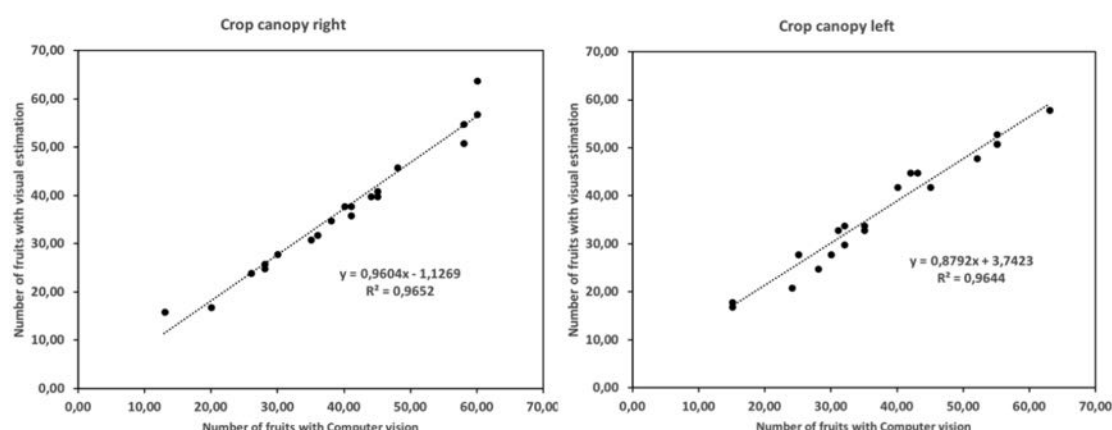 Crop canopy right
Number of fruits with visual estimation
70,00
60,00
50,00
40,00
30,00
20,00
10,00
0,00
y = 0,9604x - 1,1269
R² = 0,9652
0,00 10,00 20,00 30,00 40,00 50,00 60,00 70,00
Number of fruits with Computer vision
Crop canopy left
Number of fruits with visual estimation
70,00
60,00
50,00
40,00
30,00
20,00
10,00
0,00
y = 0,8792x + 3,7423
R² = 0,9644
0,00 10,00 20,00 30,00 40,00 50,00 60,00 70,00
Number of fruits with Computer vision